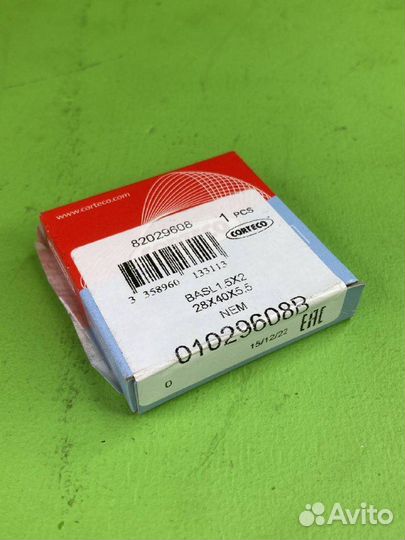 www.corteco.com
82029608
1 PCS
CORTECO
3 358960 133113
BASL1,5X2
28X40X5,5
NEM
01029608B
0
15/12/22
EAC
Avito